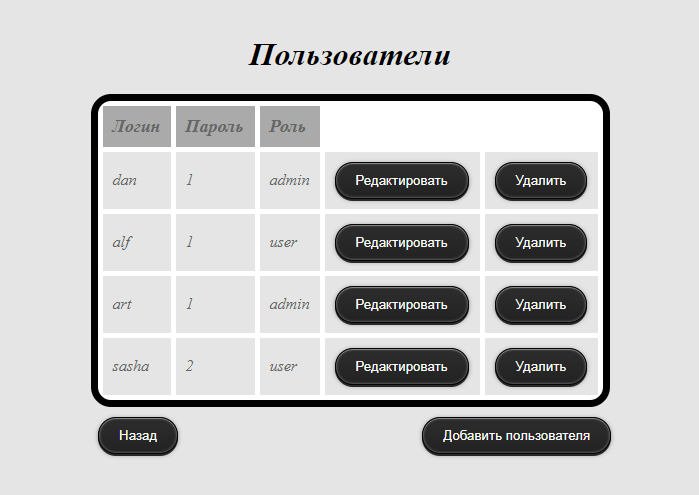 Пользователи
Логин Пароль Роль
dan 1 admin Редактировать Удалить
alf 1 user Редактировать Удалить
art 1 admin Редактировать Удалить
sasha 2 user Редактировать Удалить
Назад Добавить пользователя